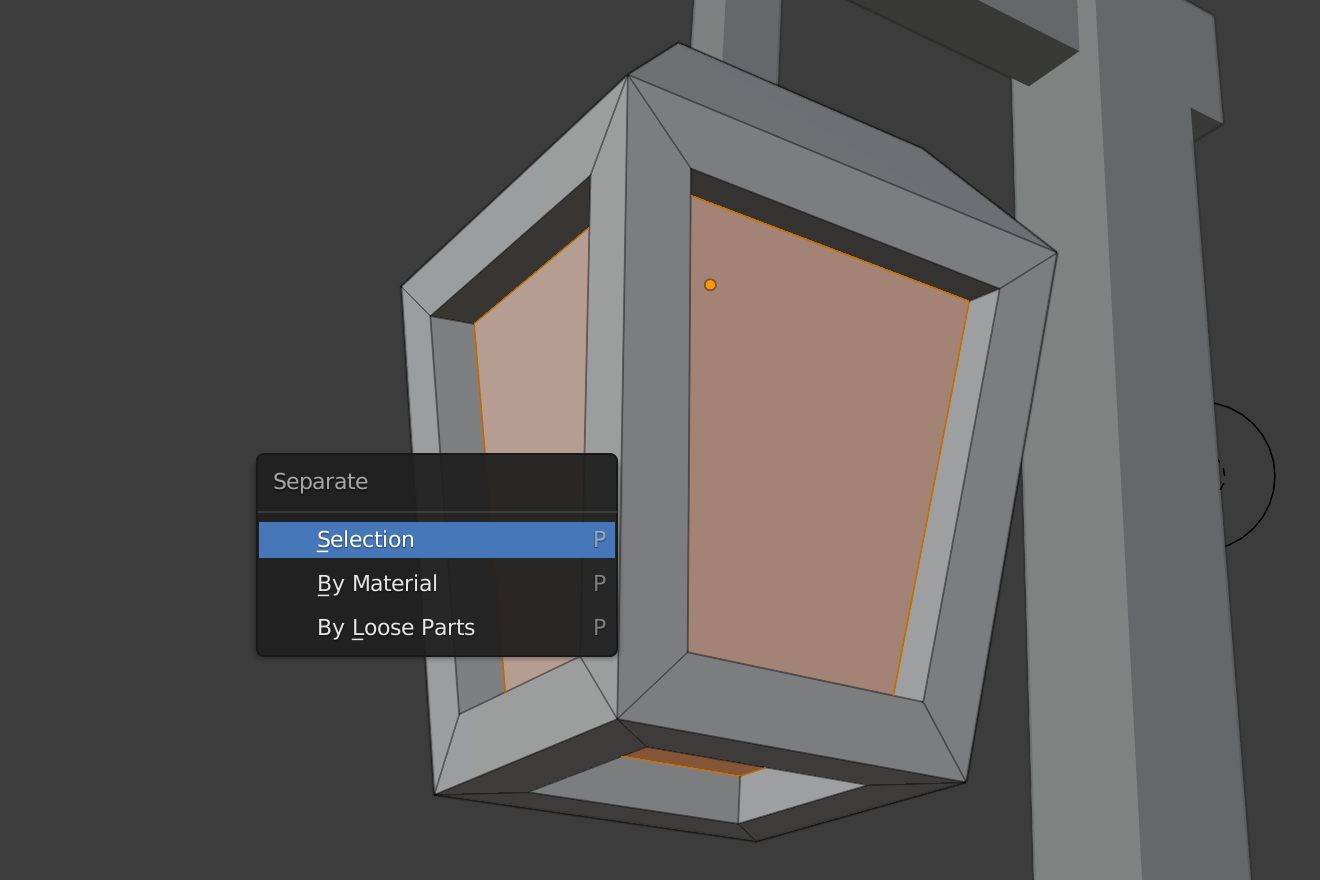 Separate
Selection P
By Material P
By Loose Parts P